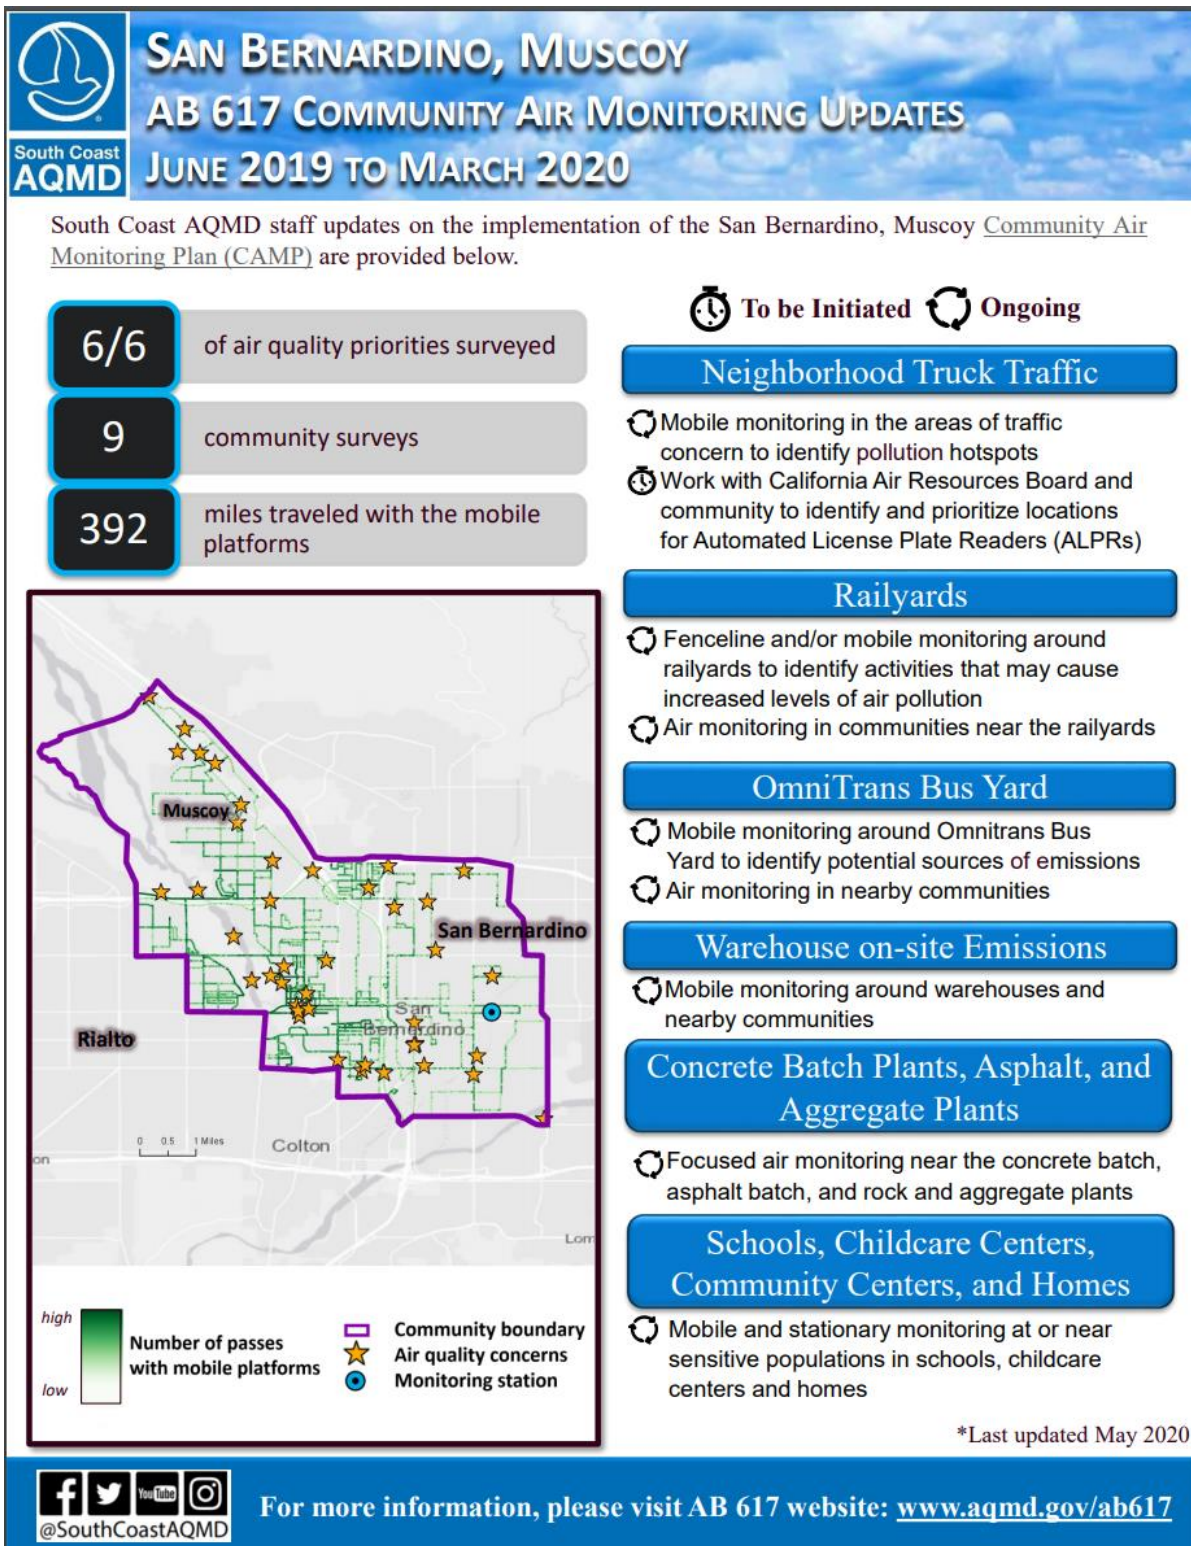 SAN BERNARDINO, MUSCOY
AB 617 COMMUNITY AIR MONITORING UPDATES
JUNE 2019 TO MARCH 2020
South Coast
AQMD
South Coast AQMD staff updates on the implementation of the San Bernardino, Muscoy Community Air
Monitoring Plan (CAMP) are provided below.
6/6
of air quality priorities surveyed
9
community surveys
392
miles traveled with the mobile
platforms
Muscoy
San Bernardino
San
Bernardino
Rialto
0 0.5 1 Miles
Colton
on
Lom
high
low
Number of passes
with mobile platforms
Community boundary
Air quality concerns
Monitoring station
To be Initiated Ongoing
Neighborhood Truck Traffic
Mobile monitoring in the areas of traffic
concern to identify pollution hotspots
Work with California Air Resources Board and
community to identify and prioritize locations
for Automated License Plate Readers (ALPRs)
Railyards
Fenceline and/or mobile monitoring around
railyards to identify activities that may cause
increased levels of air pollution
Air monitoring in communities near the railyards
OmniTrans Bus Yard
Mobile monitoring around Omnitrans Bus
Yard to identify potential sources of emissions
Air monitoring in nearby communities
Warehouse on-site Emissions
Mobile monitoring around warehouses and
nearby communities
Concrete Batch Plants, Asphalt, and
Aggregate Plants
Focused air monitoring near the concrete batch,
asphalt batch, and rock and aggregate plants
Schools, Childcare Centers,
Community Centers, and Homes
Mobile and stationary monitoring at or near
sensitive populations in schools, childcare
centers and homes
*Last updated May 2020
You Tube
@SouthCoastAQMD
For more information, please visit AB 617 website: www.aqmd.gov/ab617